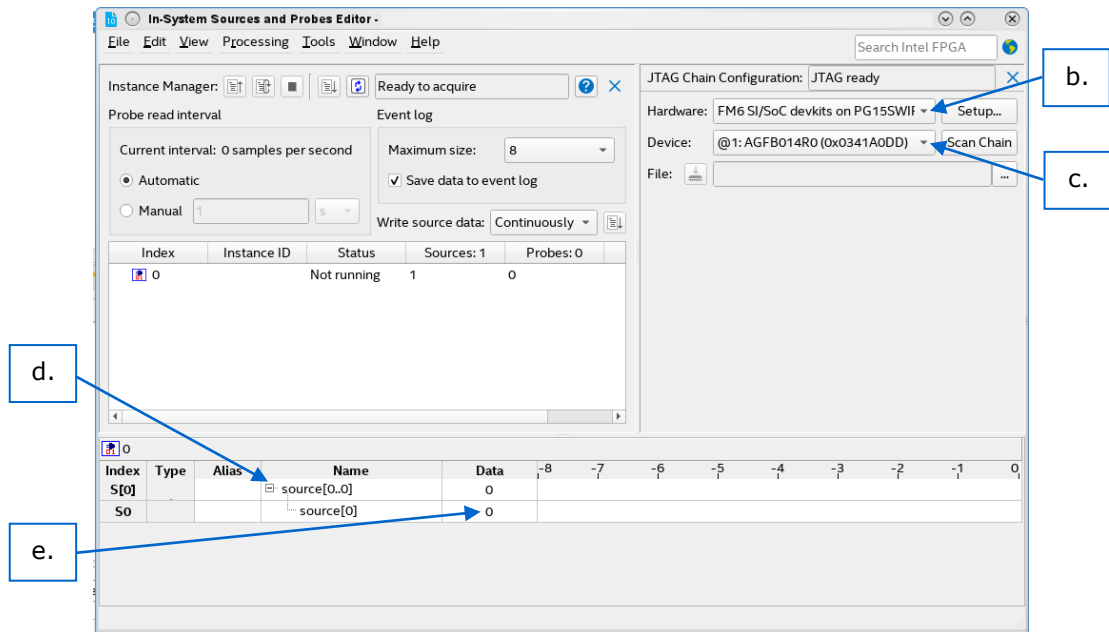 In-System Sources and Probes Editor -
File Edit View Processing Tools Window Help
Search Intel FPGA
Instance Manager: Ready to acquire
JTAG Chain Configuration: JTAG ready
b.
Probe read interval
Event log
Hardware: FM6 SI/SoC devkits on PG15SWIF Setup...
Current interval: 0 samples per second
Maximum size: 8
Device: @1: AGFB014R0 (0x0341A0DD) Scan Chain
Automatic
Save data to event log
File: ...
c.
Manual 1 s
Write source data: Continuously
Index Instance ID Status Sources: 1 Probes: 0
0 Not running 1 0
d.
0
Index Type Alias Name Data -8 -7 -6 -5 -4 -3 -2 -1 0
S[0] source[0..0] 0
S0 source[0] 0
e.